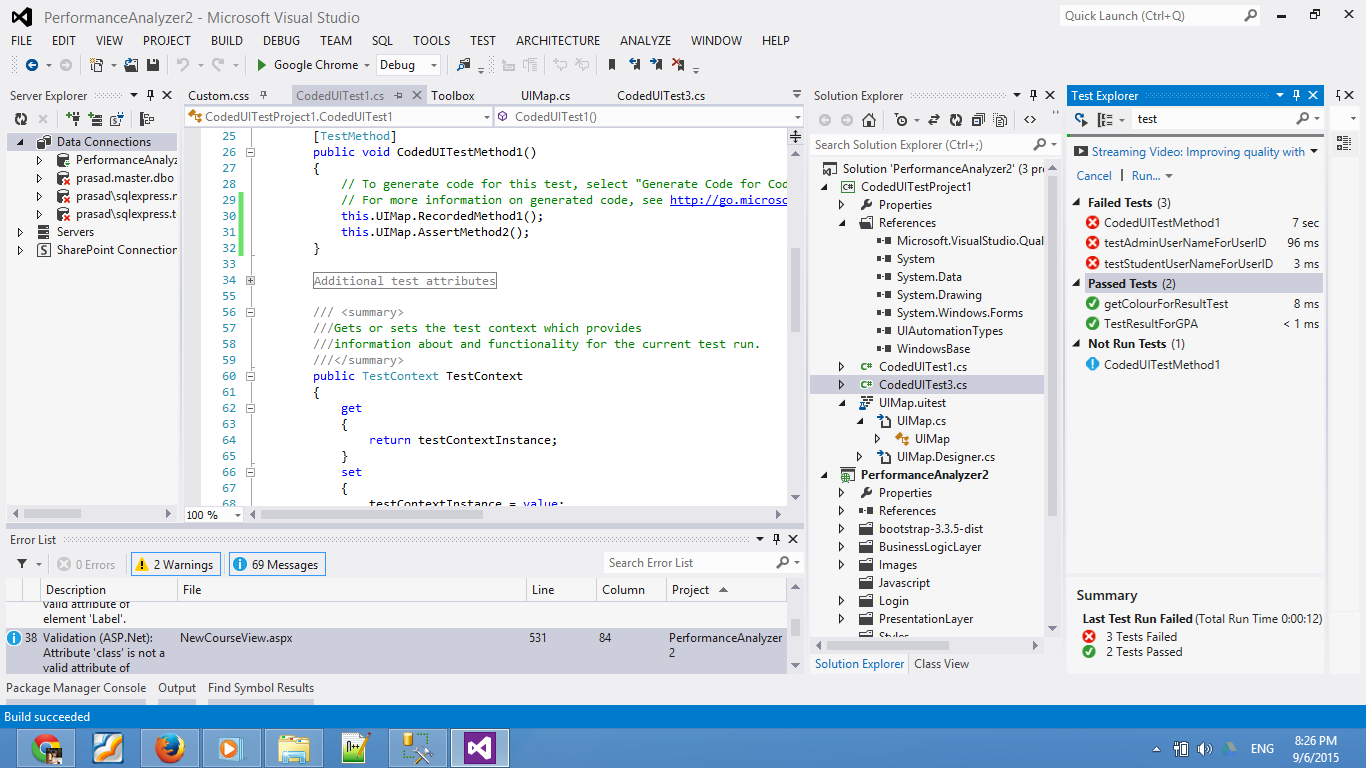 PerformanceAnalyzer2 - Microsoft Visual Studio
Quick Launch (Ctrl+Q)
FILE EDIT VIEW PROJECT BUILD DEBUG TEAM SQL TOOLS TEST ARCHITECTURE ANALYZE WINDOW HELP
Google Chrome Debug
Server Explorer
Data Connections
PerformanceAnalyz
prasad.master.dbo
prasad\sqlexpress.n
prasad\sqlexpress.t
Servers
SharePoint Connection
Custom.css CodedUITest1.cs Toolbox UIMap.cs CodedUITest3.cs
CodedUITestProject1.CodedUITest1 CodedUITest1()
25 [TestMethod]
26 public void CodedUITestMethod1()
27 {
28 // To generate code for this test, select "Generate Code for Cod
29 // For more information on generated code, see http://go.microsc
30 this.UIMap.RecordedMethod1();
31 this.UIMap.AssertMethod2();
32 }
33
34 Additional test attributes
55
56 /// <summary>
57 ///Gets or sets the test context which provides
58 ///information about and functionality for the current test run.
59 ///</summary>
60 public TestContext TestContext
61 {
62 get
63 {
64 return testContextInstance;
65 }
66 set
67 {
68 testContextInstance = value;
100 %
Solution Explorer
Search Solution Explorer (Ctrl+;)
Solution 'PerformanceAnalyzer2' (3 pr
CodedUITestProject1
Properties
References
Microsoft.VisualStudio.Qual
System
System.Data
System.Drawing
System.Windows.Forms
UIAutomationTypes
WindowsBase
CodedUITest1.cs
CodedUITest3.cs
UIMap.uitest
UIMap.cs
UIMap
UIMap.Designer.cs
PerformanceAnalyzer2
Properties
References
bootstrap-3.3.5-dist
BusinessLogicLayer
Images
Javascript
Login
PresentationLayer
Styles
Solution Explorer Class View
Test Explorer
test
Streaming Video: Improving quality with
Cancel | Run...
Failed Tests (3)
CodedUITestMethod1 7 sec
testAdminUserNameForUserID 96 ms
testStudentUserNameForUserID 3 ms
Passed Tests (2)
getColourForResultTest 8 ms
TestResultForGPA < 1 ms
Not Run Tests (1)
CodedUITestMethod1
Summary
Last Test Run Failed (Total Run Time 0:00:12)
3 Tests Failed
2 Tests Passed
Error List
0 Errors 2 Warnings 69 Messages Search Error List
Description File Line Column Project
valid attribute of
element 'Label'.
38 Validation (ASP.Net): NewCourseView.aspx 531 84 PerformanceAnalyzer
Attribute 'class' is not a 2
valid attribute of
Package Manager Console Output Find Symbol Results
Build succeeded
N++
ENG
8:26 PM
9/6/2015